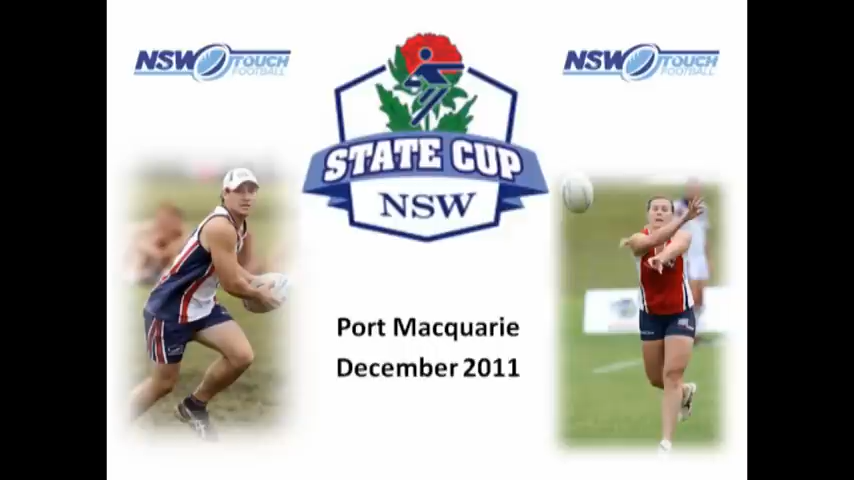 NSW TOUCH
FOOTBALL
NSW TOUCH
FOOTBALL
STATE CUP
NSW
Port Macquarie
December 2011